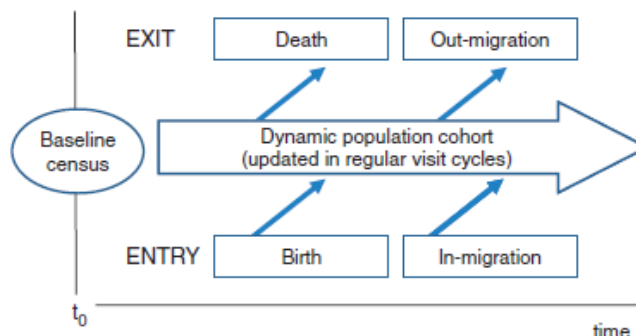 EXIT
Death
Out-migration
Baseline
census
Dynamic population cohort
(updated in regular visit cycles)
ENTRY
Birth
In-migration
t0
time